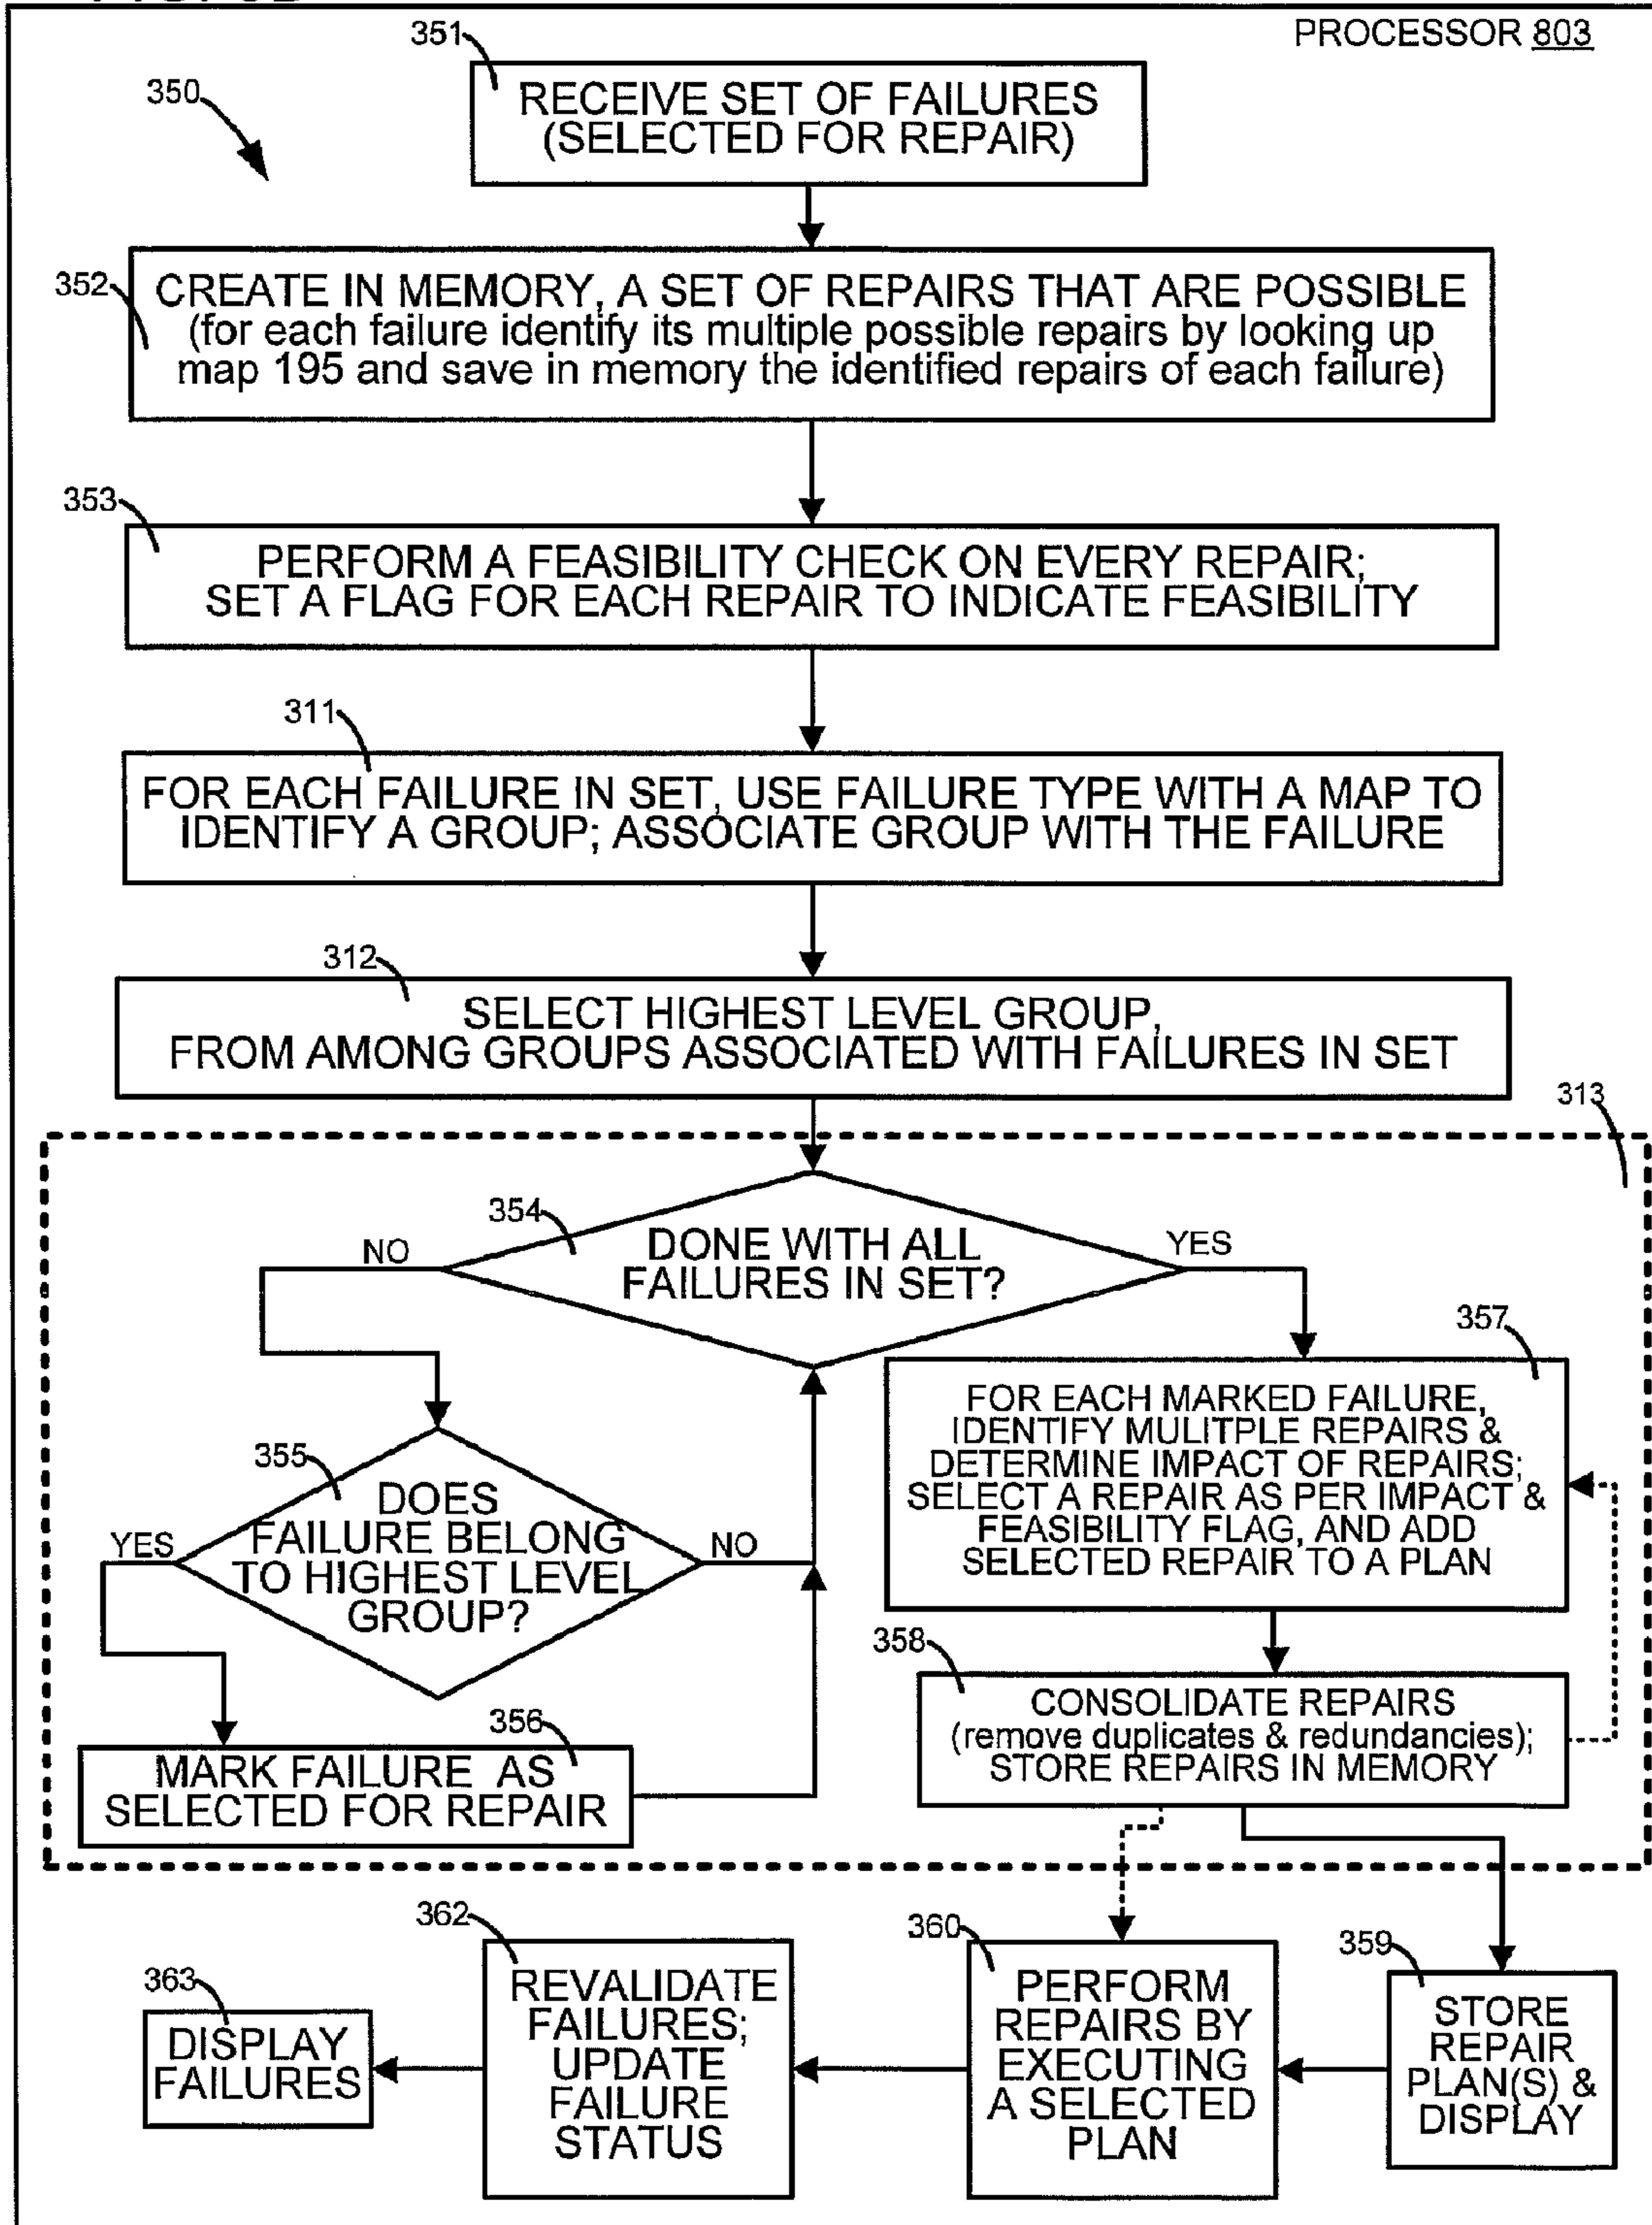 351
PROCESSOR 803
350
RECEIVE SET OF FAILURES
(SELECTED FOR REPAIR)
352
CREATE IN MEMORY, A SET OF REPAIRS THAT ARE POSSIBLE
(for each failure identify its multiple possible repairs by looking up
map 195 and save in memory the identified repairs of each failure)
353
PERFORM A FEASIBILITY CHECK ON EVERY REPAIR;
SET A FLAG FOR EACH REPAIR TO INDICATE FEASIBILITY
311
FOR EACH FAILURE IN SET, USE FAILURE TYPE WITH A MAP TO
IDENTIFY A GROUP; ASSOCIATE GROUP WITH THE FAILURE
312
SELECT HIGHEST LEVEL GROUP,
FROM AMONG GROUPS ASSOCIATED WITH FAILURES IN SET
313
354
NO
DONE WITH ALL
FAILURES IN SET?
YES
355
YES
DOES
FAILURE BELONG
TO HIGHEST LEVEL
GROUP?
NO
356
MARK FAILURE AS
SELECTED FOR REPAIR
357
FOR EACH MARKED FAILURE,
IDENTIFY MULITPLE REPAIRS &
DETERMINE IMPACT OF REPAIRS;
SELECT A REPAIR AS PER IMPACT &
FEASIBILITY FLAG, AND ADD
SELECTED REPAIR TO A PLAN
358
CONSOLIDATE REPAIRS
(remove duplicates & redundancies);
STORE REPAIRS IN MEMORY
363
DISPLAY
FAILURES
362
REVALIDATE
FAILURES;
UPDATE
FAILURE
STATUS
360
PERFORM
REPAIRS BY
EXECUTING
A SELECTED
PLAN
359
STORE
REPAIR
PLAN(S) &
DISPLAY